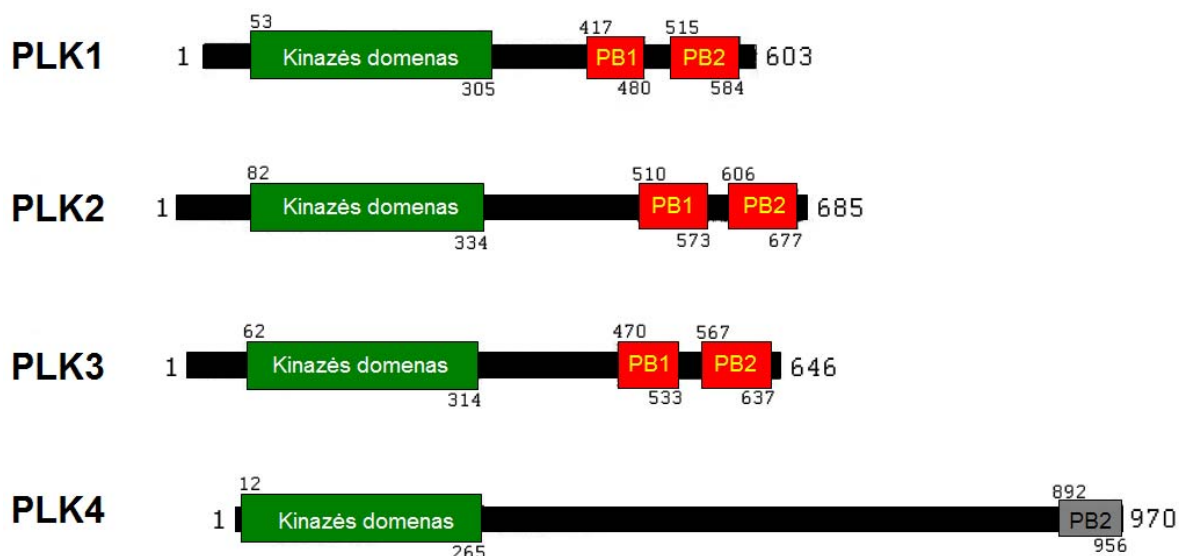 53 417 515
PLK1 1 Kinazės domenas PB1 PB2 603
305 480 584
82 510 606
PLK2 1 Kinazės domenas PB1 PB2 685
334 573 677
62 470 567
PLK3 1 Kinazės domenas PB1 PB2 646
314 533 637
12 892
PLK4 1 Kinazės domenas PB2 970
265 956